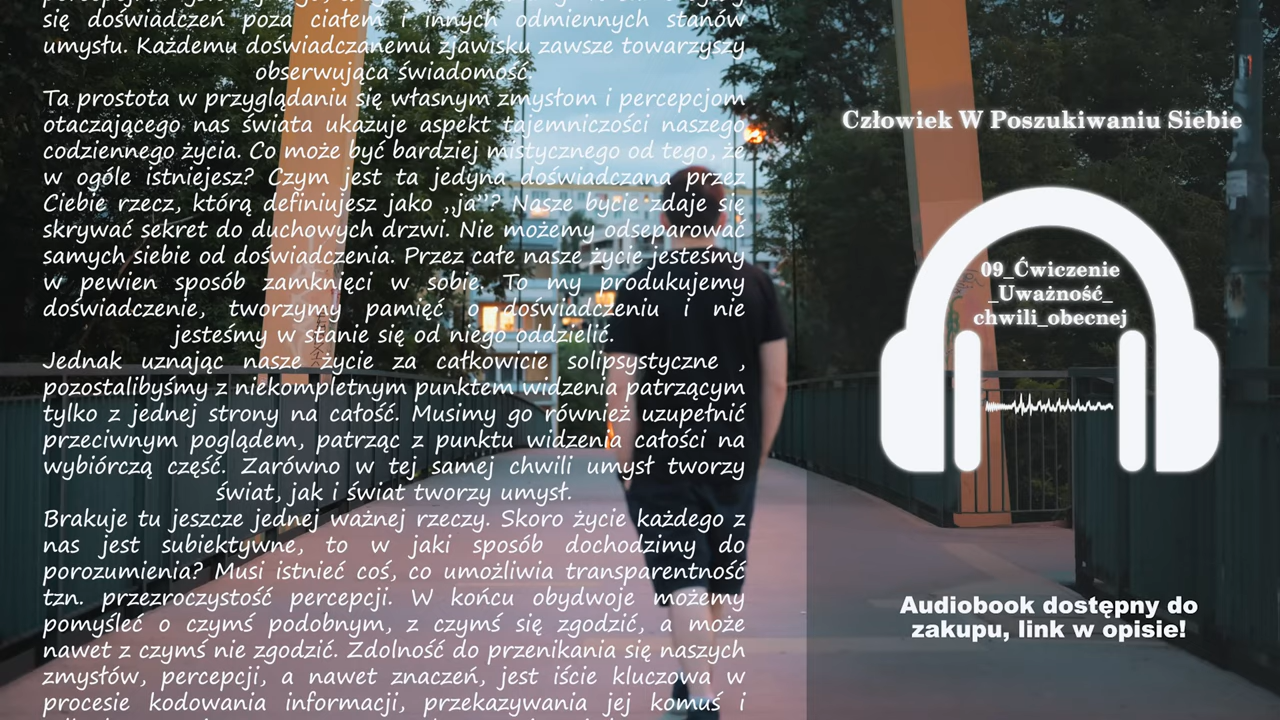 się doświadczeń poza ciałem i innych odmiennych stanów
umysłu. Każdemu doświadczanemu zjawisku zawsze towarzyszy
obserwująca świadomość.
Ta prostota w przyglądaniu się własnym zmysłom i percepcjom
otaczającego nas świata ukazuje aspekt tajemniczości naszego
codziennego życia. Co może być bardziej mistycznego od tego, że
w ogóle istniejesz? Czym jest ta jedyna doświadczana przez
Ciebie rzecz, którą definiujesz jako „ja”? Nasze bycie zdaje się
skrywać sekret do duchowych drzwi. Nie możemy odseparować
samych siebie od doświadczenia. Przez całe nasze życie jesteśmy
w pewien sposób zamknięci w sobie. To my produkujemy
doświadczenie, tworzymy pamięć o doświadczeniu i nie
jesteśmy w stanie się od niego oddzielić.
Jednak uznając nasze życie za całkowicie solipsystyczne ,
pozostalibyśmy z niekompletnym punktem widzenia patrzącym
tylko z jednej strony na całość. Musimy go również uzupełnić
przeciwnym poglądem, patrząc z punktu widzenia całości na
wybiórczą część. Zarówno w tej samej chwili umysł tworzy
świat, jak i świat tworzy umysł.
Brakuje tu jeszcze jednej ważnej rzeczy. Skoro życie każdego z
nas jest subiektywne, to w jaki sposób dochodzimy do
porozumienia? Musi istnieć coś, co umożliwia transparentność
tzn. przezroczystość percepcji. W końcu obydwoje możemy
pomyśleć o czymś podobnym, z czymś się zgodzić, a może
nawet z czymś nie zgodzić. Zdolność do przenikania się naszych
zmysłów, percepcji, a nawet znaczeń, jest iście kluczowa w
procesie kodowania informacji, przekazywania jej komuś i
Człowiek W Poszukiwaniu Siebie
09_Ćwiczenie
_Uważność_
chwili_obecnej
Audiobook dostępny do
zakupu, link w opisie!